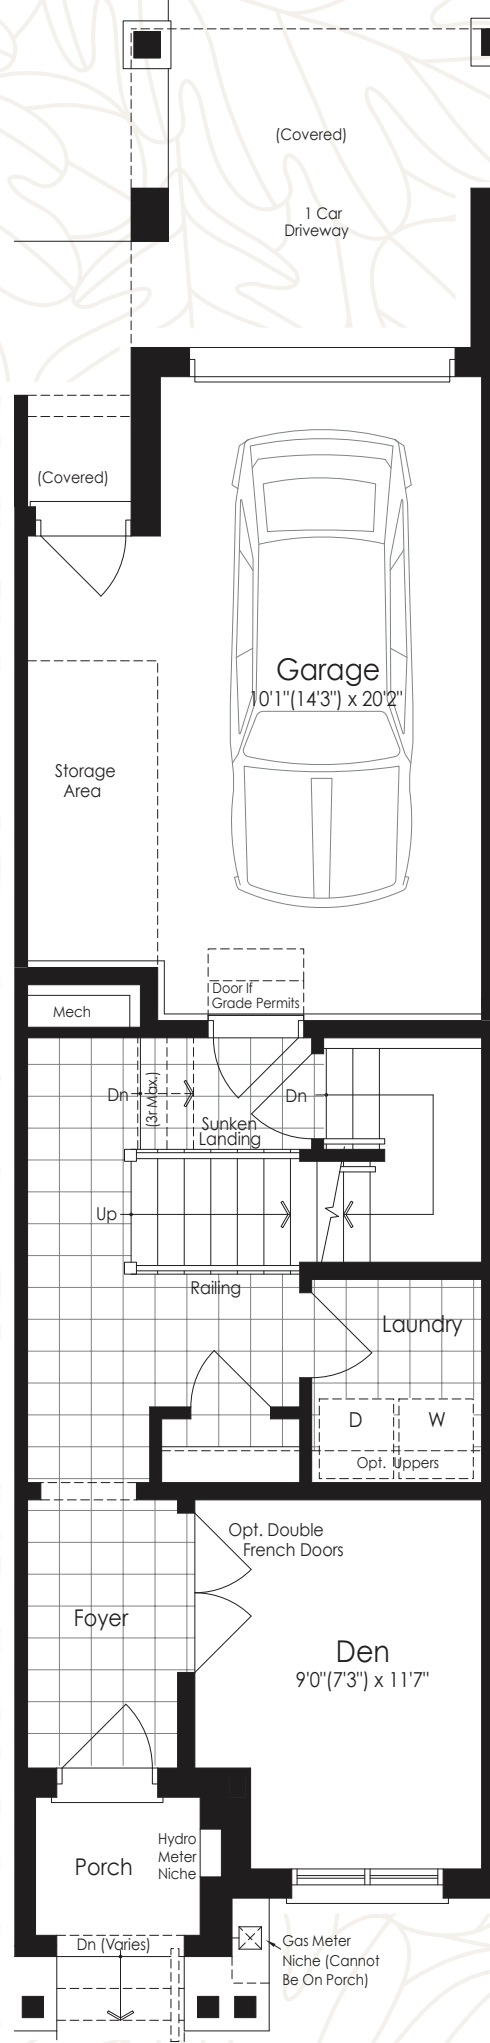 (Covered)
1 Car
Driveway
(Covered)
Garage
10'1"(14'3") x 20'2"
Storage
Area
Door If
Grade Permits
Mech
Dn
(3r Max.)
Dn
Sunken
Landing
Up
Railing
Laundry
D
W
Opt. Uppers
Opt. Double
French Doors
Foyer
Den
9'0"(7'3") x 11'7"
Hydro
Meter
Niche
Porch
Dn (Varies)
Gas Meter
Niche (Cannot
Be On Porch)